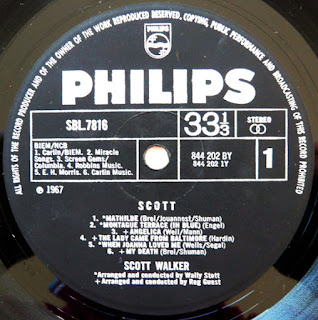 ALL RIGHTS OF THE RECORD PRODUCER AND OF THE OWNER OF THE WORK REPRODUCED RESERVED, COPYING, PUBLIC PERFORMANCE AND BROADCASTING OF THIS RECORD PROHIBITED
PHILIPS
PHILIPS
SBL.7816
33⅓
STEREO
BIEM/NCB
1. Carlin/BIEM. 2. Miracle
Songs. 3. Screen Gems/
Columbia. 4. Robbins Music.
5. E. H. Morris. 6. Carlin Music.
844 202 BY
844 202 1Y
1
℗ 1967
SCOTT
1. *MATHILDE (Brel/Jouannest/Shuman)
2. *MONTAGUE TERRACE (IN BLUE) (Engel)
3. + ANGELICA (Weil/Mann)
4. + THE LADY CAME FROM BALTIMORE (Hardin)
5. *WHEN JOANNA LOVED ME (Wells/Segal)
6. + MY DEATH (Brel/Shuman)
SCOTT WALKER
*Arranged and conducted by Wally Stott
+ Arranged and conducted by Reg Guest